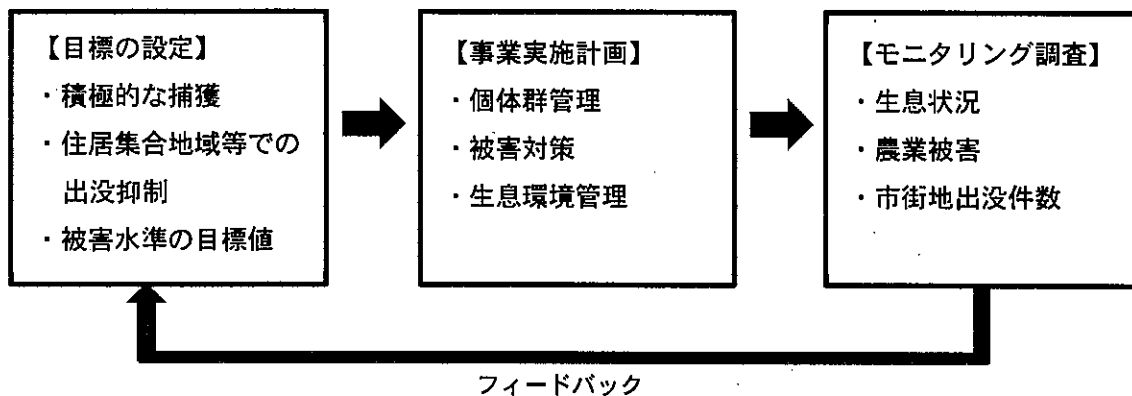 【目標の設定】
・積極的な捕獲
・住居集合地域等での
出没抑制
・被害水準の目標値
【事業実施計画】
・個体群管理
・被害対策
・生息環境管理
【モニタリング調査】
・生息状況
・農業被害
・市街地出没件数
フィードバック